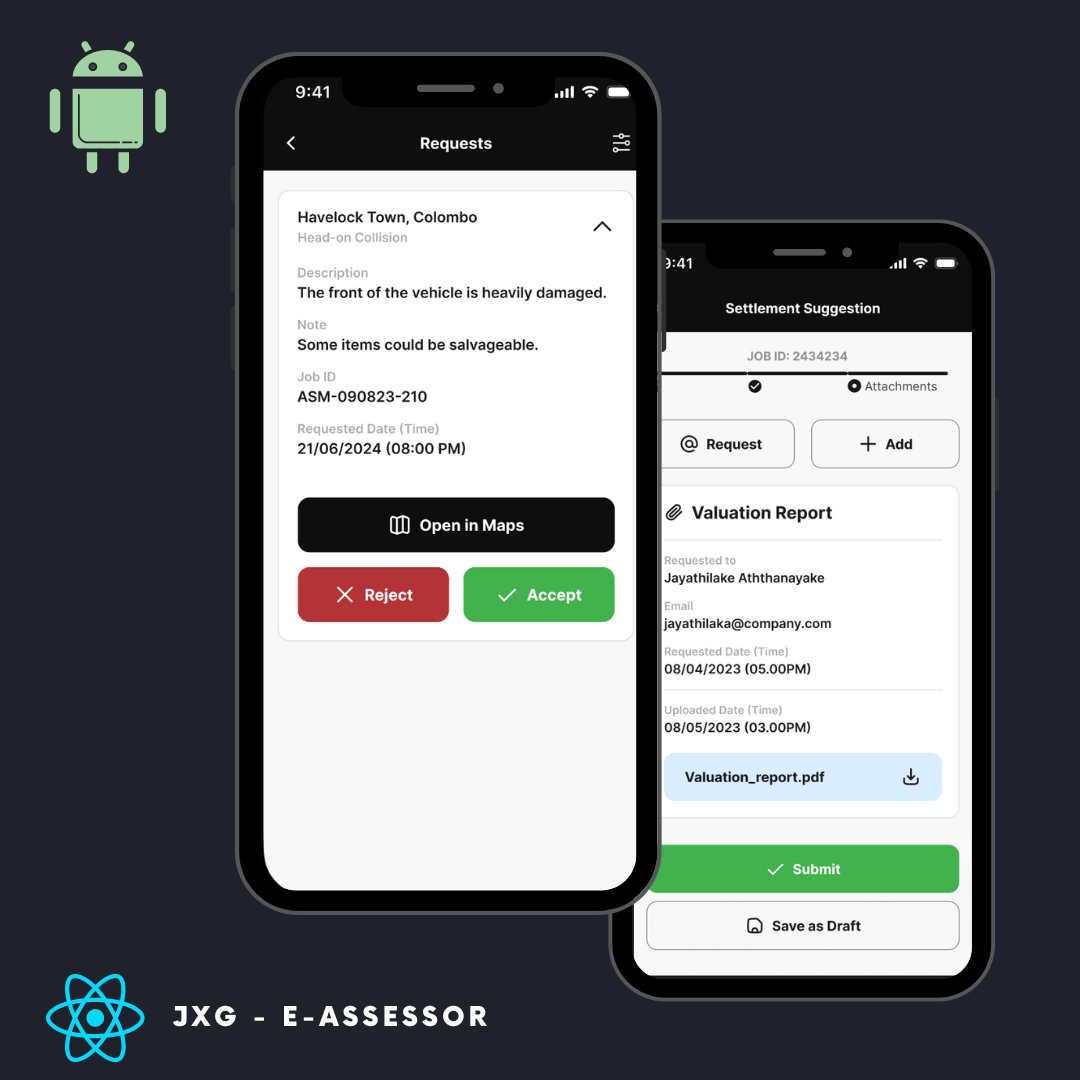 9:41
Requests
Havelock Town, Colombo
Head-on Collision
Description
The front of the vehicle is heavily damaged.
Note
Some items could be salvageable.
Job ID
ASM-090823-210
Requested Date (Time)
21/06/2024 (08:00 PM)
Open in Maps
Reject
Accept
9:41
Settlement Suggestion
JOB ID: 2434234
Attachments
Request
Add
Valuation Report
Requested to
Jayathilake Aththanayake
Email
jayathilaka@company.com
Requested Date (Time)
08/04/2023 (05.00PM)
Uploaded Date (Time)
08/05/2023 (03.00PM)
Valuation_report.pdf
Submit
Save as Draft
JXG - E-ASSESSOR